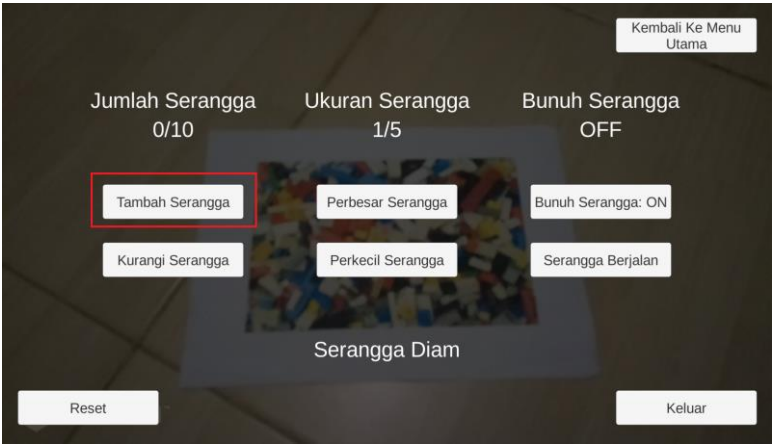 Kembali Ke Menu
Utama
Jumlah Serangga
0/10
Ukuran Serangga
1/5
Bunuh Serangga
OFF
Tambah Serangga
Perbesar Serangga
Bunuh Serangga: ON
Kurangi Serangga
Perkecil Serangga
Serangga Berjalan
Serangga Diam
Reset
Keluar